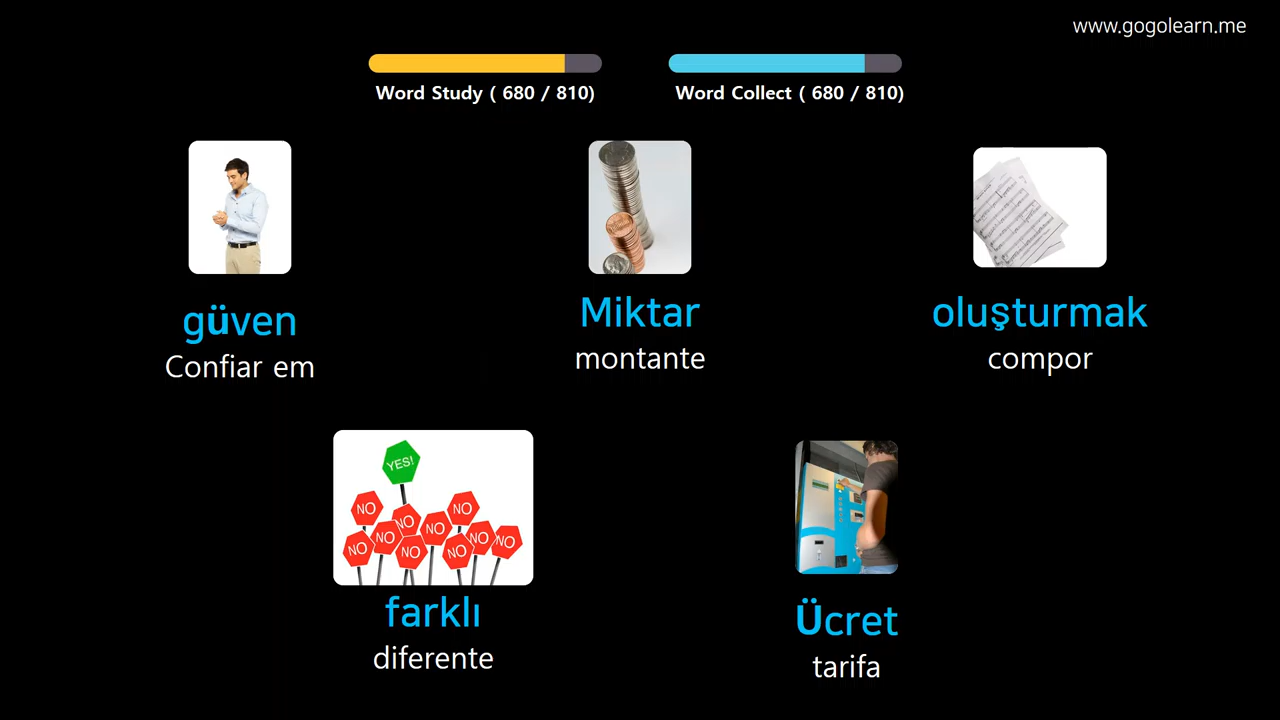 www.gogolearn.me
Word Study ( 680 / 810)
Word Collect ( 680 / 810)
güven
Confiar em
Miktar
montante
oluşturmak
compor
YES!
NO
NO
NO
NO
NO
NO
NO
NO
NO
NO
farklı
diferente
Ücret
tarifa